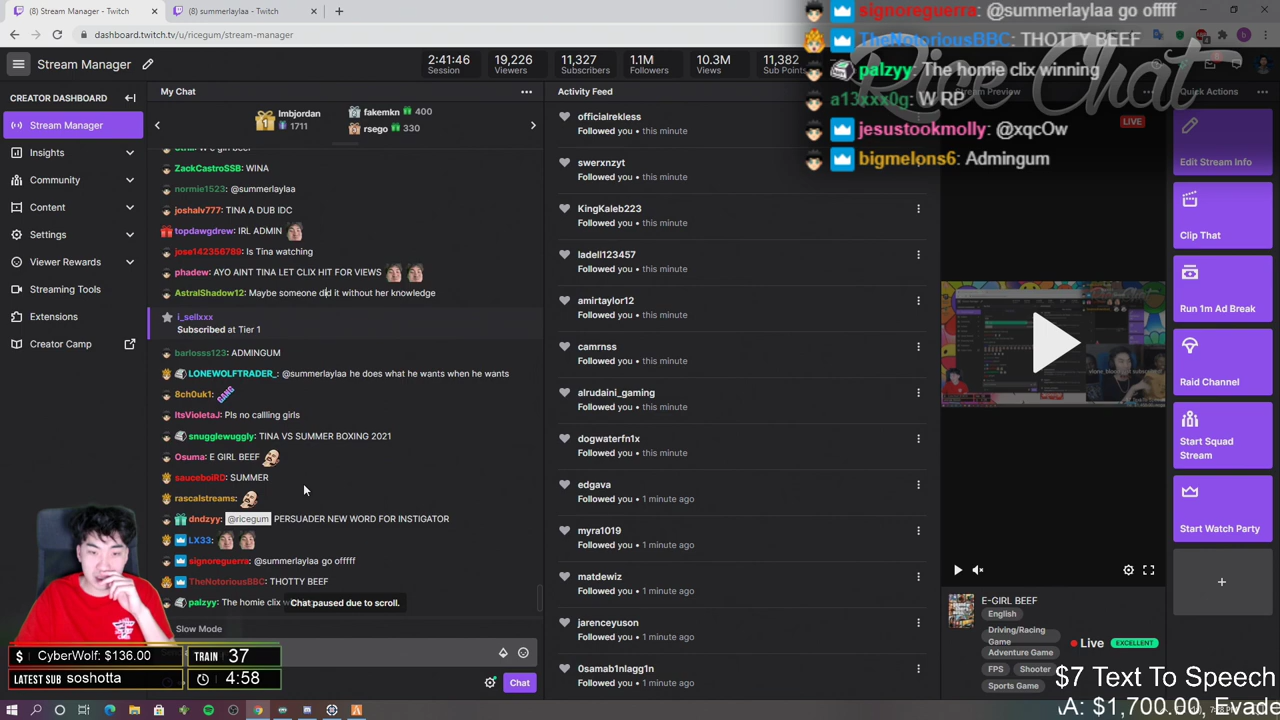 (8) Stream Manager - Twitch
(8) summerlaylaa - Twitch
dashboard.twitch.tv/u/ricegum/stream-manager
Stream Manager
2:41:46
Session
19,226
Viewers
11,327
Subscribers
1.1M
Followers
10.3M
Views
11,382
Sub Points
CREATOR DASHBOARD
Stream Manager
Insights
Community
Content
Settings
Viewer Rewards
Streaming Tools
Extensions
Creator Camp
My Chat
1 lmbjordan
1711
fakemkn 400
rsego 330
ZackCastroSSB: WINA
normie1523: @summerlaylaa
joshalv777: TINA A DUB IDC
topdawgdrew: IRL ADMIN
jose142356789: Is Tina watching
phadew: AYO AINT TINA LET CLIX HIT FOR VIEWS
AstralShadow12: Maybe someone did it without her knowledge
i_sellxxx
Subscribed at Tier 1
barlosss123: ADMINGUM
LONEWOLFTRADER_: @summerlaylaa he does what he wants when he wants
8ch0uk1: GANG
ItsVioletaJ: Pls no callling girls
snugglewuggly: TINA VS SUMMER BOXING 2021
Osuma: E GIRL BEEF
sauceboiRD: SUMMER
rascalstreams:
dndzyy: @ricegum PERSUADER NEW WORD FOR INSTIGATOR
LX33:
signoreguerra: @summerlaylaa go offfff
TheNotoriousBBC: THOTTY BEEF
palzyy: The homie clix w
Chat paused due to scroll.
Slow Mode
Chat
Activity Feed
officialrekless
Followed you • this minute
swerxnzyt
Followed you • this minute
KingKaleb223
Followed you • this minute
ladell123457
Followed you • this minute
amirtaylor12
Followed you • this minute
camrnss
Followed you • this minute
alrudaini_gaming
Followed you • this minute
dogwaterfn1x
Followed you • this minute
edgava
Followed you • 1 minute ago
myra1019
Followed you • 1 minute ago
matdewiz
Followed you • 1 minute ago
jarenceyuson
Followed you • 1 minute ago
0samab1nlagg1n
Followed you • 1 minute ago
Rice Chat
signoreguerra: @summerlaylaa go offfff
TheNotoriousBBC: THOTTY BEEF
palzyy: The homie clix winning
a13xxx0g: W RP
jesustookmolly: @xqcOw
bigmelons6: Admingum
Stream Preview
LIVE
E-GIRL BEEF
English
Driving/Racing
Game
Adventure Game
FPS
Shooter
Sports Game
Live
EXCELLENT
Quick Actions
Edit Stream Info
Clip That
Run 1m Ad Break
Raid Channel
Start Squad
Stream
Start Watch Party
$ CyberWolf: $136.00
TRAIN 37
LATEST SUB soshotta
4:58
$7 Text To Speech
A: $1,700.00, Evade